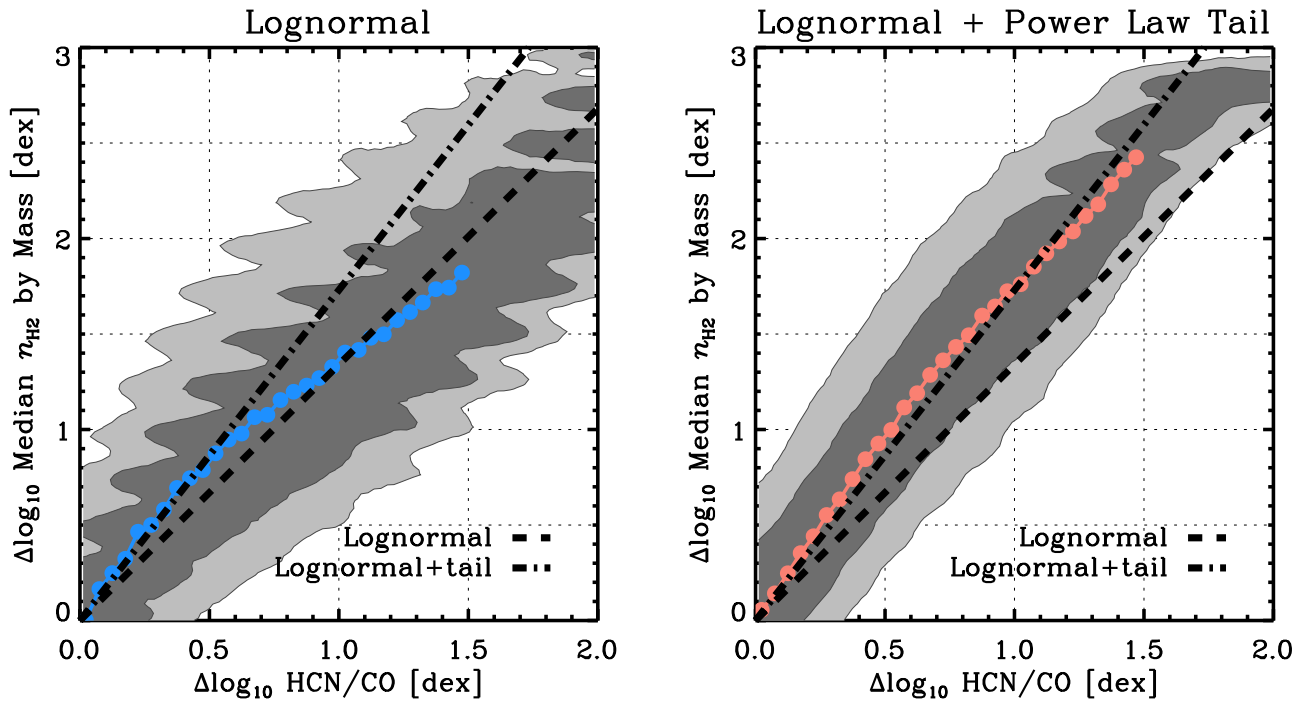 Lognormal
3
2
1
0
Δlog₁₀ Median n_H2 by Mass [dex]
0.0 0.5 1.0 1.5 2.0
Δlog₁₀ HCN/CO [dex]
Lognormal
Lognormal+tail
Lognormal + Power Law Tail
3
2
1
0
Δlog₁₀ Median n_H2 by Mass [dex]
0.0 0.5 1.0 1.5 2.0
Δlog₁₀ HCN/CO [dex]
Lognormal
Lognormal+tail